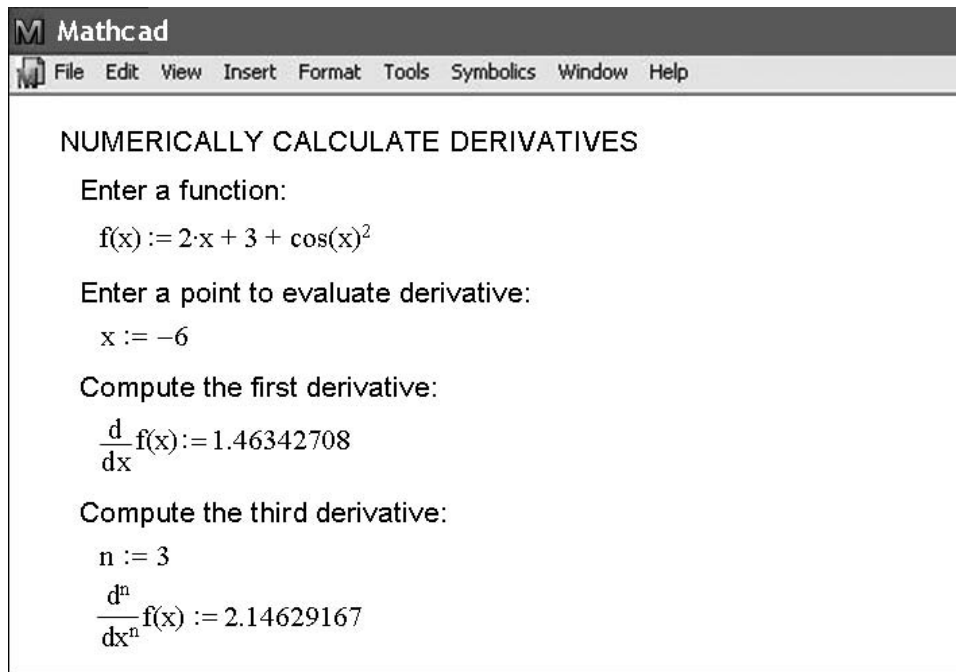 Mathcad
File Edit View Insert Format Tools Symbolics Window Help
NUMERICALLY CALCULATE DERIVATIVES
Enter a function:
f(x) := 2·x + 3 + cos(x)²
Enter a point to evaluate derivative:
x := −6
Compute the first derivative:
d/dx f(x) := 1.46342708
Compute the third derivative:
n := 3
dⁿ/dxⁿ f(x) := 2.14629167